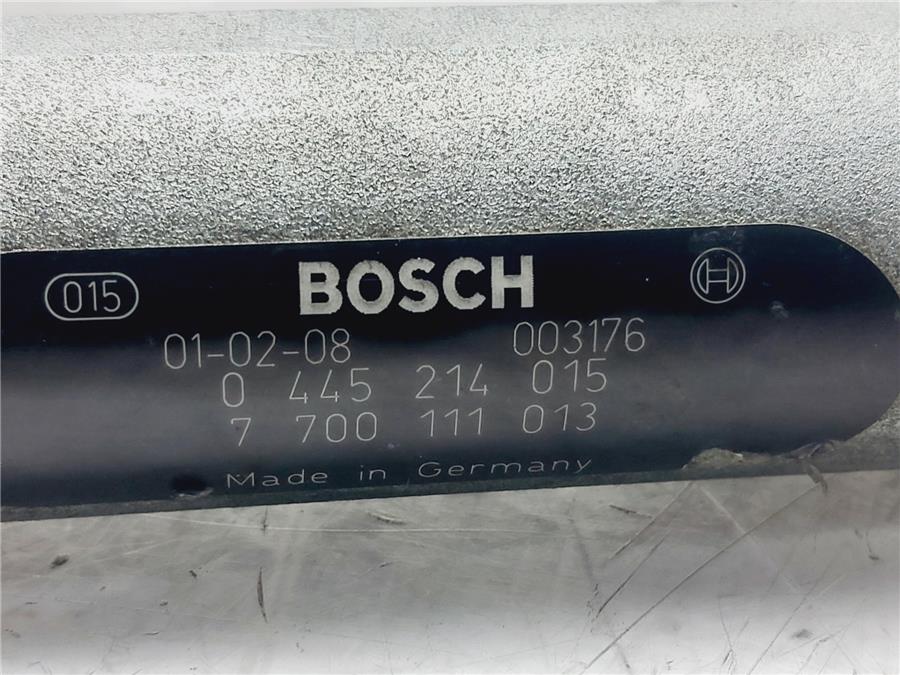 015 BOSCH
01-02-08 003176
0 445 214 015
7 700 111 013
Made in Germany